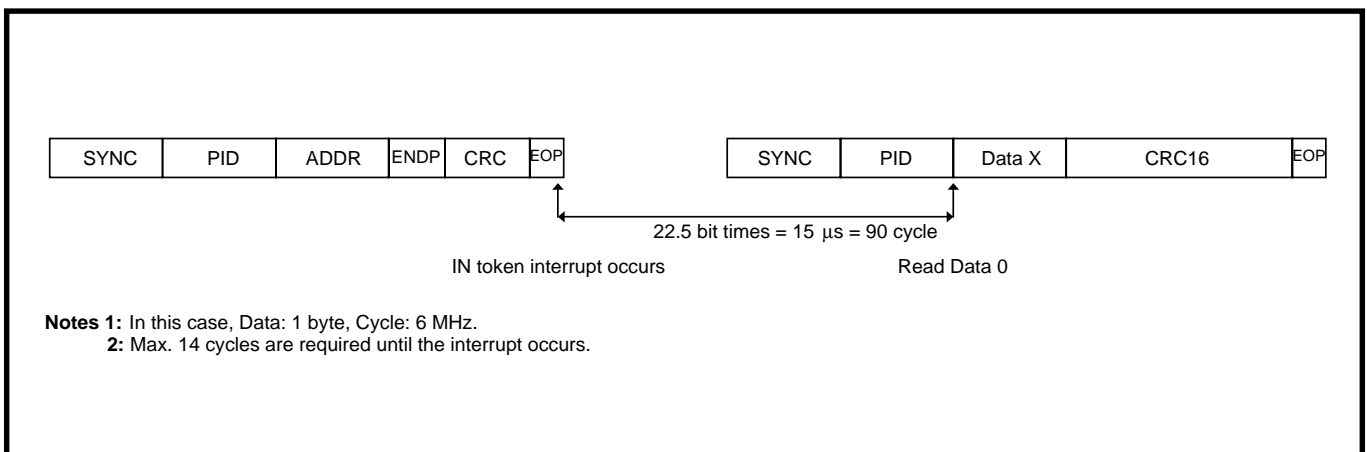 SYNC PID ADDR ENDP CRC EOP SYNC PID Data X CRC16 EOP
22.5 bit times = 15 μs = 90 cycle
IN token interrupt occurs Read Data 0
Notes 1: In this case, Data: 1 byte, Cycle: 6 MHz.
2: Max. 14 cycles are required until the interrupt occurs.